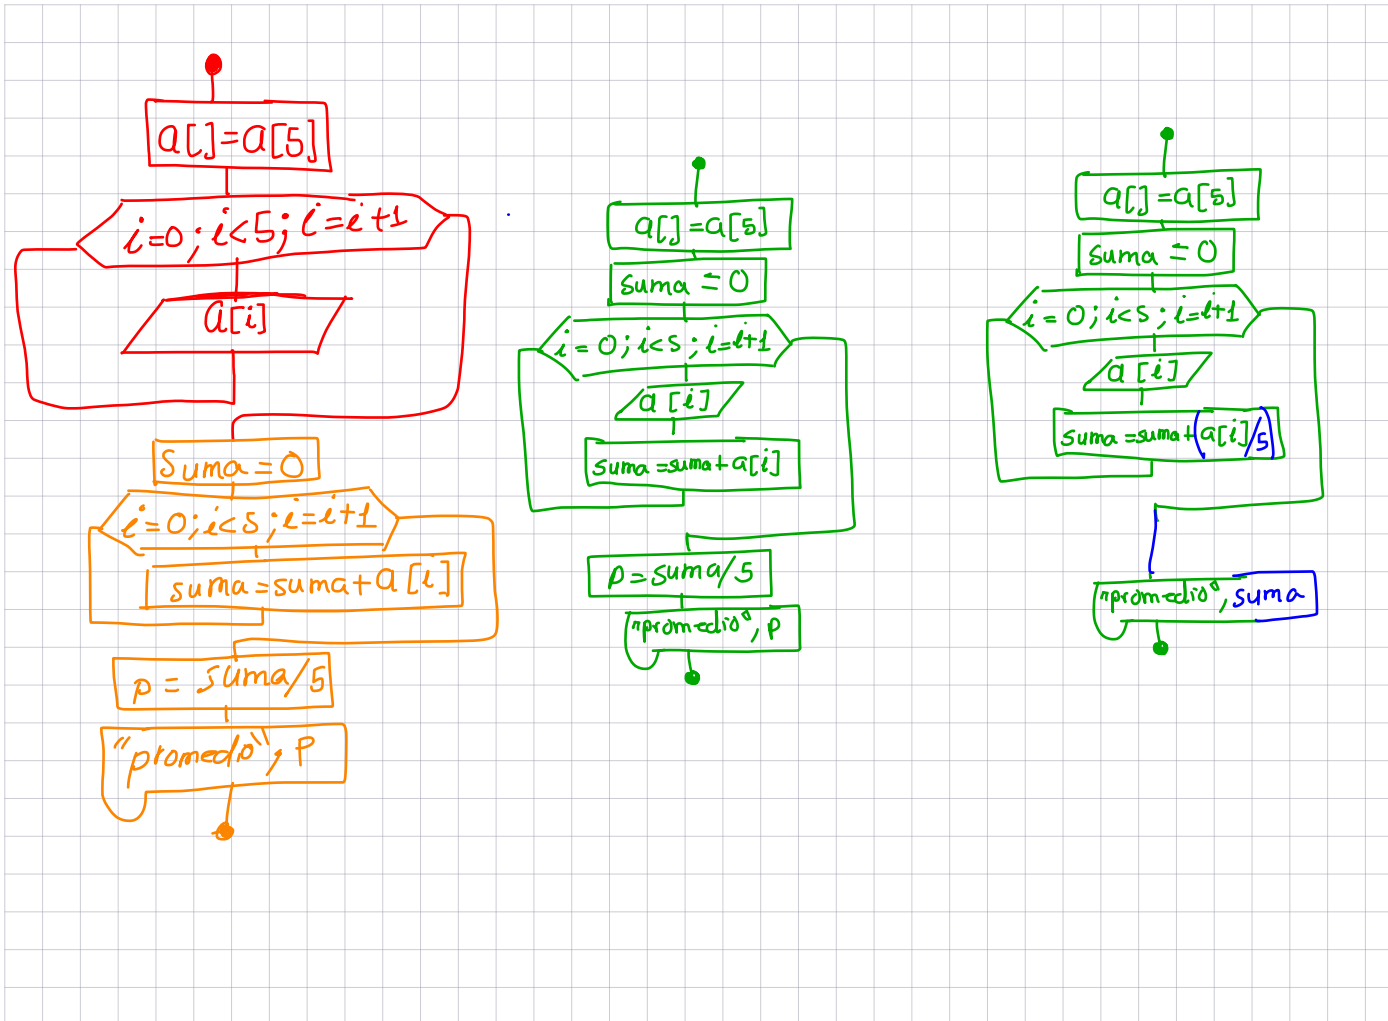 a[]=a[5]
i=0; i<5; i=i+1
a[i]
Suma=0
i=0; i<5; i=i+1
suma=suma+a[i]
p=suma/5
"promedio", P
a[]=a[5]
suma=0
i=0; i<5; i=i+1
a[i]
suma=suma+a[i]
P=suma/5
"promedio", P
a[]=a[5]
suma=0
i=0; i<5; i=i+1
a[i]
suma=suma+(a[i]/5)
"promedio", suma